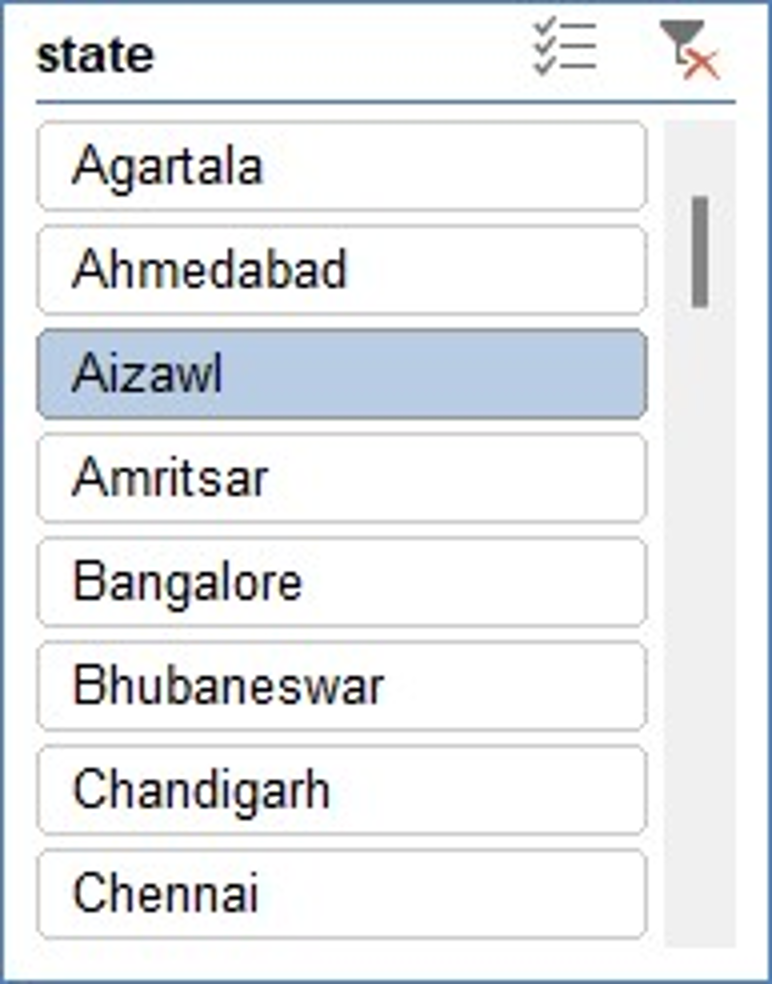 state
Agartala
Ahmedabad
Aizawl
Amritsar
Bangalore
Bhubaneswar
Chandigarh
Chennai